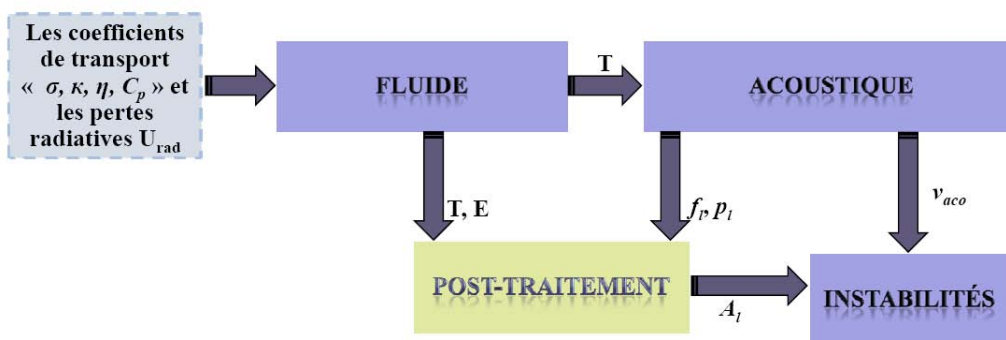 Les coefficients
de transport
« σ, κ, η, Cp » et
les pertes
radiatives Urad
FLUIDE
T
ACOUSTIQUE
T, E
fl, pl
vaco
POST-TRAITEMENT
Al
INSTABILITÉS